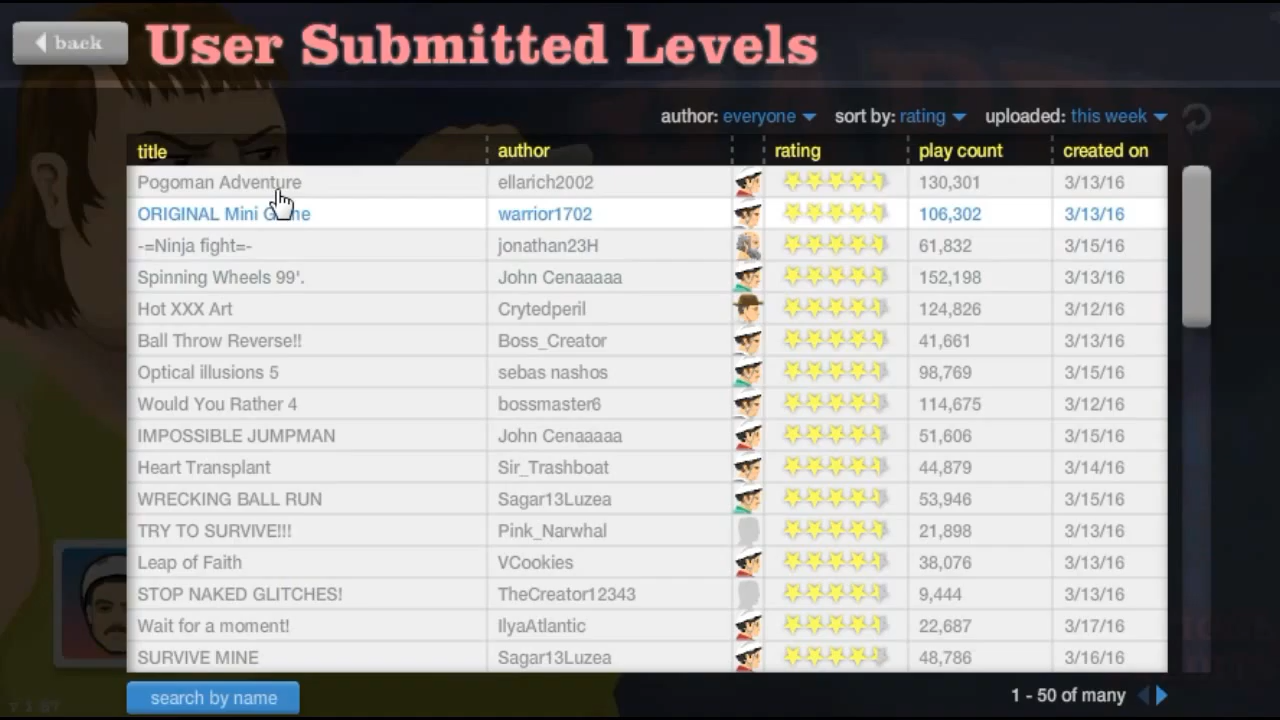 back User Submitted Levels
author: everyone sort by: rating uploaded: this week
title author rating play count created on
Pogoman Adventure ellarich2002 130,301 3/13/16
ORIGINAL Mini warrior1702 106,302 3/13/16
-=Ninja fight=- jonathan23H 61,832 3/15/16
Spinning Wheels 99'. John Cenaaaaa 152,198 3/13/16
Hot XXX Art Crytedperil 124,826 3/12/16
Ball Throw Reverse!! Boss_Creator 41,661 3/13/16
Optical illusions 5 sebas nashos 98,769 3/15/16
Would You Rather 4 bossmaster6 114,675 3/12/16
IMPOSSIBLE JUMPMAN John Cenaaaaa 51,606 3/15/16
Heart Transplant Sir_Trashboat 44,879 3/14/16
WRECKING BALL RUN Sagar13Luzea 53,946 3/15/16
TRY TO SURVIVE!!! Pink_Narwhal 21,898 3/13/16
Leap of Faith VCookies 38,076 3/13/16
STOP NAKED GLITCHES! TheCreator12343 9,444 3/13/16
Wait for a moment! IlyaAtlantic 22,687 3/17/16
SURVIVE MINE Sagar13Luzea 48,786 3/16/16
search by name 1 - 50 of many